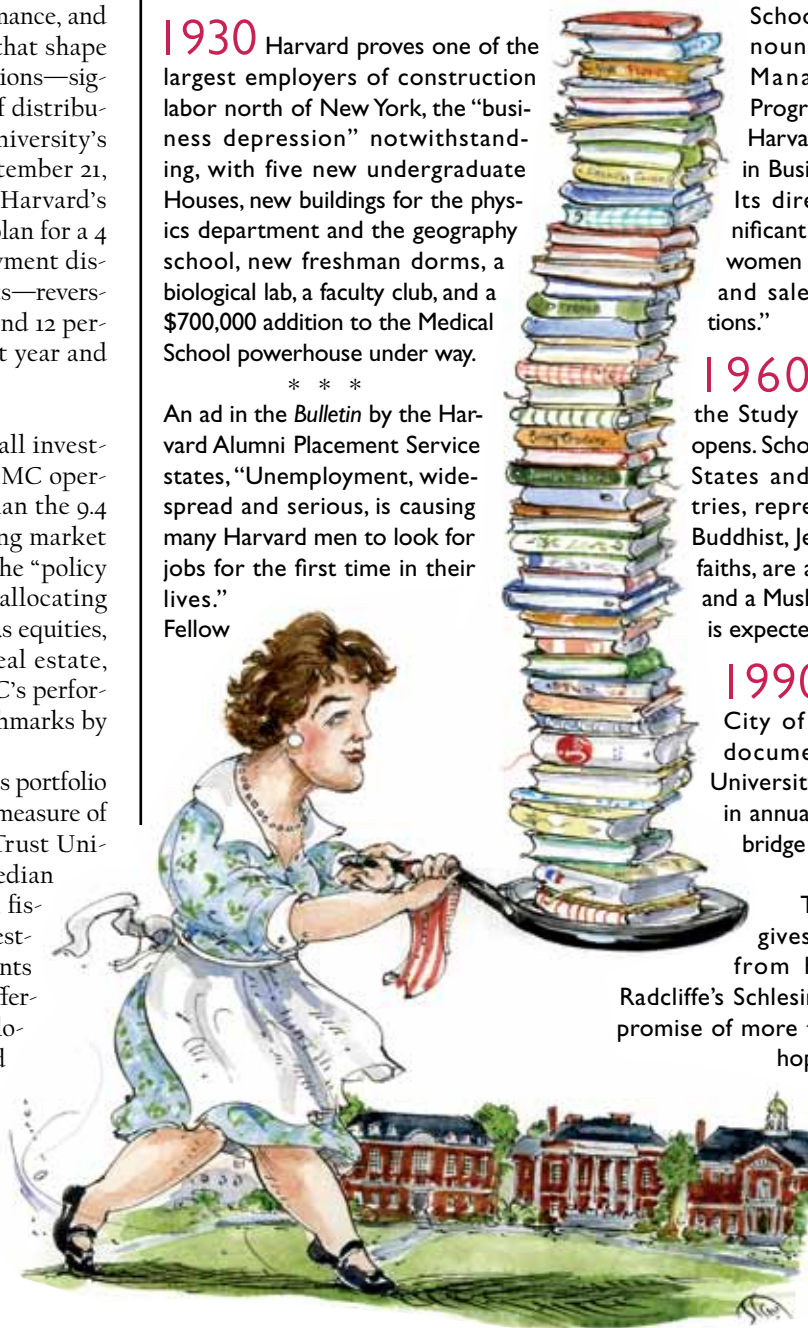 nance, and
that shape
ions—sig-
f distribu-
niversity's
tember 21,
Harvard's
lan for a 4
yment dis-
ts—revers-
nd 12 per-
t year and
all invest-
MC oper-
an the 9.4
ng market
he “policy
allocating
as equities,
eal estate,
C's perfor-
hmarks by
s portfolio
measure of
Trust Uni-
edian
fis-
est-
nts
ffer-
lo-
d
1930 Harvard proves one of the
largest employers of construction
labor north of New York, the “busi-
ness depression” notwithstand-
ing, with five new undergraduate
Houses, new buildings for the phys-
ics department and the geography
school, new freshman dorms, a
biological lab, a faculty club, and a
$700,000 addition to the Medical
School powerhouse under way.
* * *
An ad in the Bulletin by the Har-
vard Alumni Placement Service
states, “Unemployment, wide-
spread and serious, is causing
many Harvard men to look for
jobs for the first time in their
lives.”
Fellow
Schoo
noun
Mana
Progr
Harva
in Busi
Its dire
nificant
women
and sale
tions.”
1960
the Study
opens. Scho
States and
tries, repre
Buddhist, Je
faiths, are a
and a Musl
is expecte
1990
City of
docume
Universit
in annua
bridge
T
gives
from
Radcliffe's Schlesi
promise of more
hop